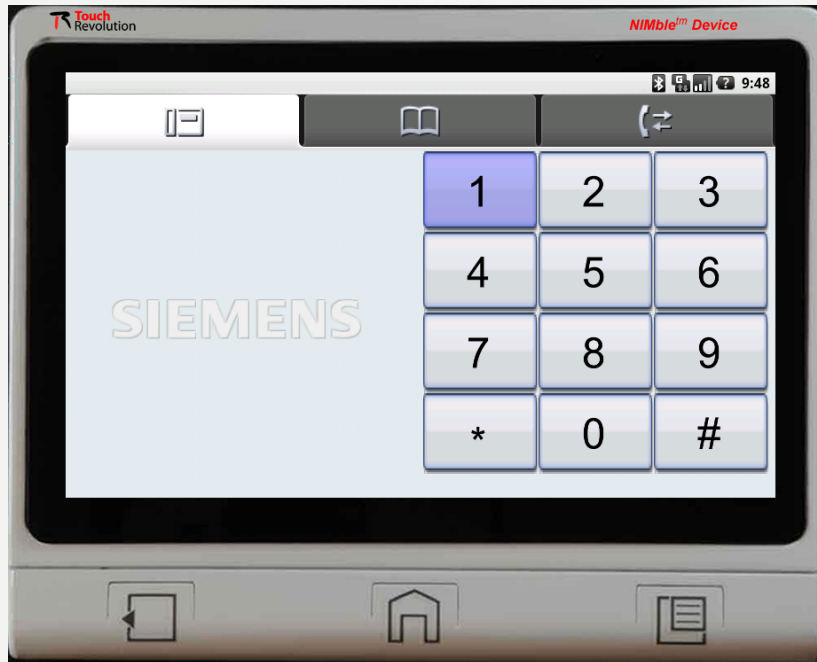 Touch
Revolution
NIMble™ Device
9:48
SIEMENS
1 2 3
4 5 6
7 8 9
* 0 #